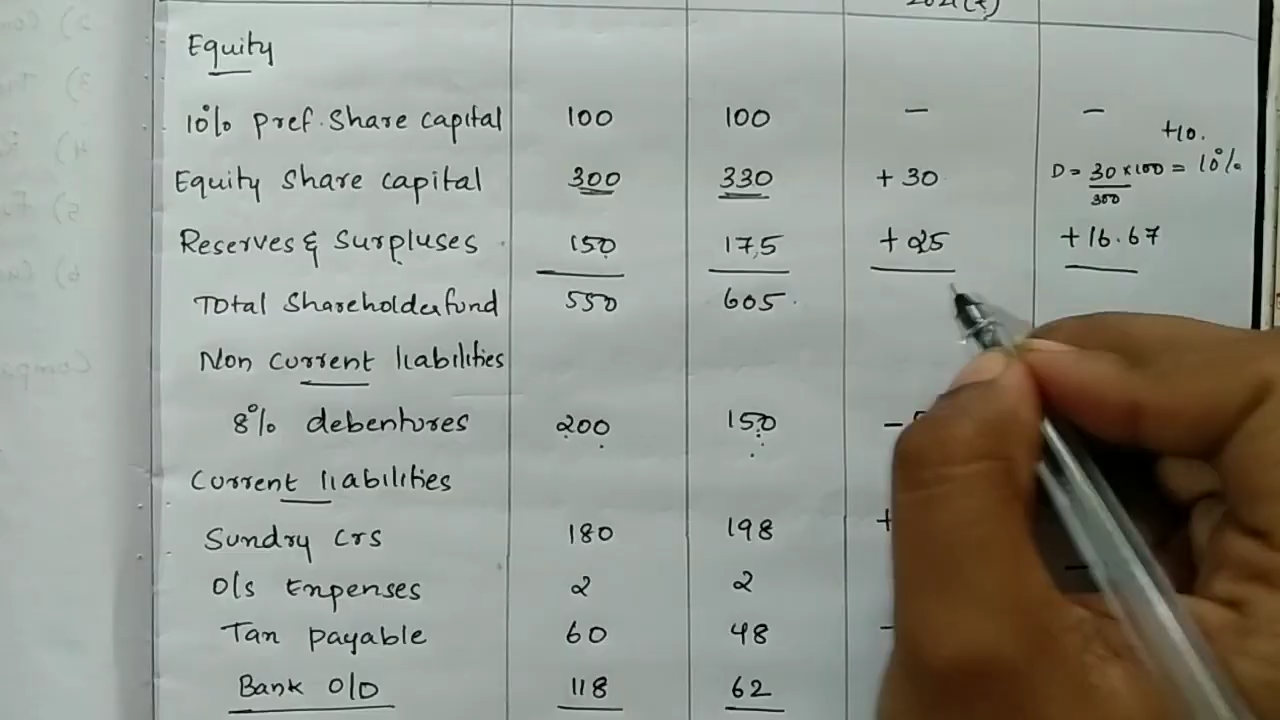 Equity
10% Pref. Share capital 100 100 - -
+10.
Equity Share capital 300 330 + 30 D = 30 x 100 = 10%
300
Reserves & Surpluses 150 175 + 25 + 16.67
Total Shareholder fund 550 605
Non Current liabilities
8% debentures 200 150 -
Current liabilities
Sundry Crs 180 198 +
O/s Expenses 2 2 -
Tax payable 60 48 -
Bank O/D 118 62